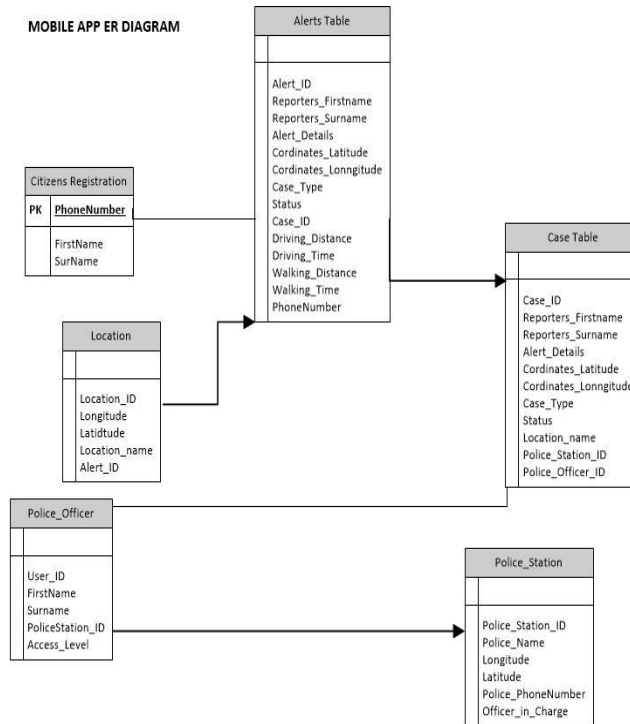 MOBILE APP ER DIAGRAM
Alerts Table
Alert_ID
Reporters_Firstname
Reporters_Surname
Alert_Details
Cordinates_Latitude
Cordinates_Lonngitude
Case_Type
Status
Case_ID
Driving_Distance
Driving_Time
Walking_Distance
Walking_Time
PhoneNumber
Citizens Registration
PK PhoneNumber
FirstName
SurName
Case Table
Case_ID
Reporters_Firstname
Reporters_Surname
Alert_Details
Cordinates_Latitude
Cordinates_Lonngitude
Case_Type
Status
Location_name
Police_Station_ID
Police_Officer_ID
Location
Location_ID
Longitude
Latidtude
Location_name
Alert_ID
Police_Officer
User_ID
FirstName
Surname
PoliceStation_ID
Access_Level
Police_Station
Police_Station_ID
Police_Name
Longitude
Latitude
Police_PhoneNumber
Officer_in_Charge